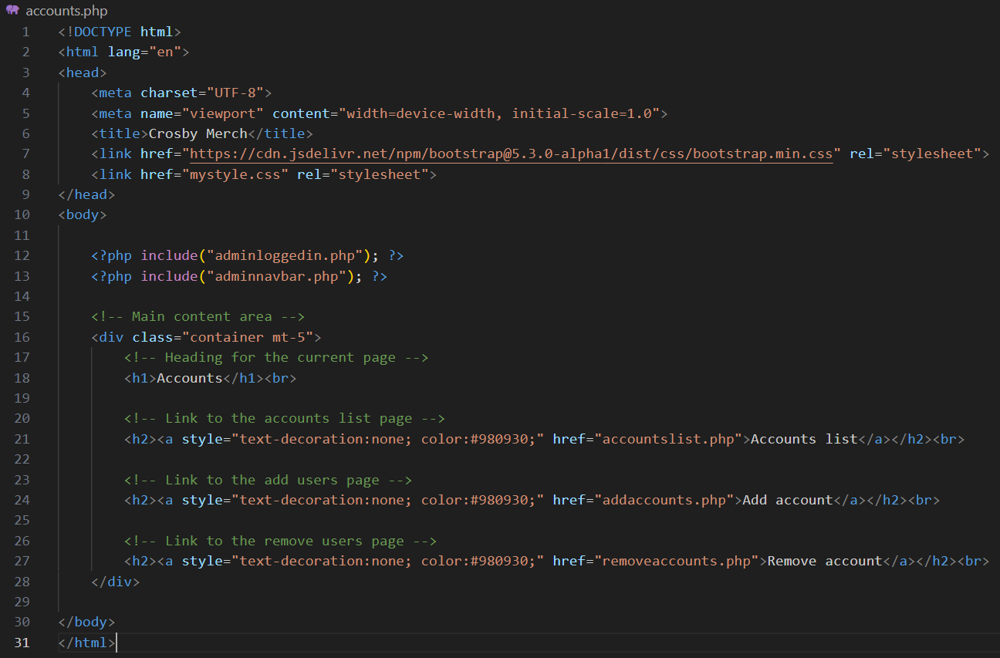 accounts.php
1 <!DOCTYPE html>
2 <html lang="en">
3 <head>
4     <meta charset="UTF-8">
5     <meta name="viewport" content="width=device-width, initial-scale=1.0">
6     <title>Crosby Merch</title>
7     <link href="https://cdn.jsdelivr.net/npm/bootstrap@5.3.0-alpha1/dist/css/bootstrap.min.css" rel="stylesheet">
8     <link href="mystyle.css" rel="stylesheet">
9 </head>
10 <body>
11
12     <?php include("adminloggedin.php"); ?>
13     <?php include("adminnavbar.php"); ?>
14
15     <!-- Main content area -->
16     <div class="container mt-5">
17         <!-- Heading for the current page -->
18         <h1>Accounts</h1><br>
19
20         <!-- Link to the accounts list page -->
21         <h2><a style="text-decoration:none; color:#980930;" href="accountslist.php">Accounts list</a></h2><br>
22
23         <!-- Link to the add users page -->
24         <h2><a style="text-decoration:none; color:#980930;" href="addaccounts.php">Add account</a></h2><br>
25
26         <!-- Link to the remove users page -->
27         <h2><a style="text-decoration:none; color:#980930;" href="removeaccounts.php">Remove account</a></h2><br>
28     </div>
29
30 </body>
31 </html>